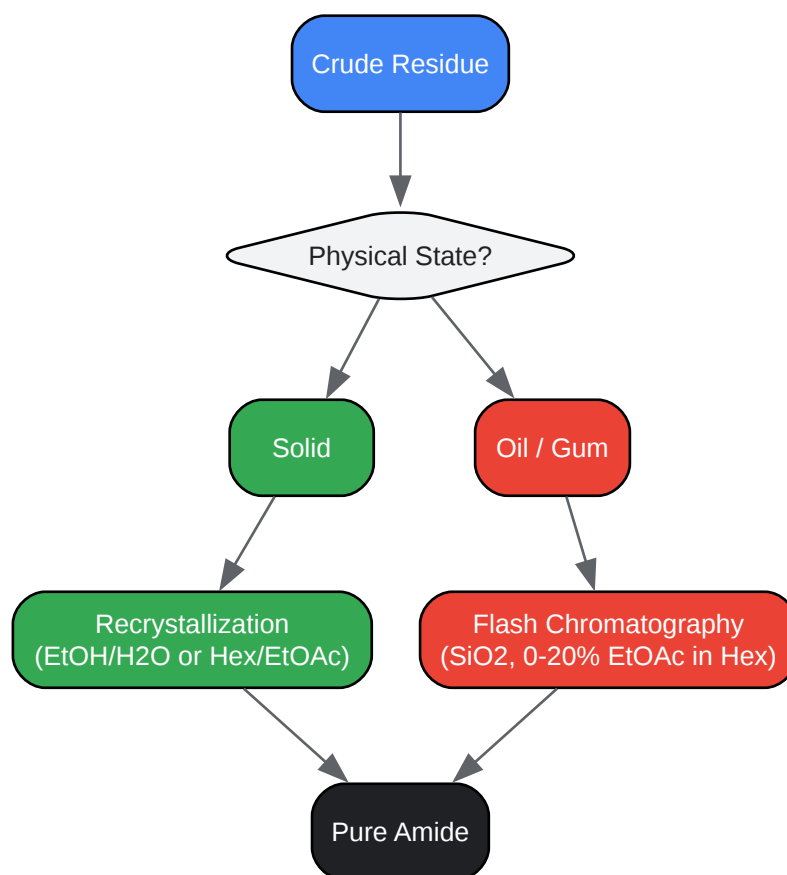 Crude Residue
Physical State?
Solid
Oil / Gum
Recrystallization
(EtOH/H2O or Hex/EtOAc)
Flash Chromatography
(SiO2, 0-20% EtOAc in Hex)
Pure Amide